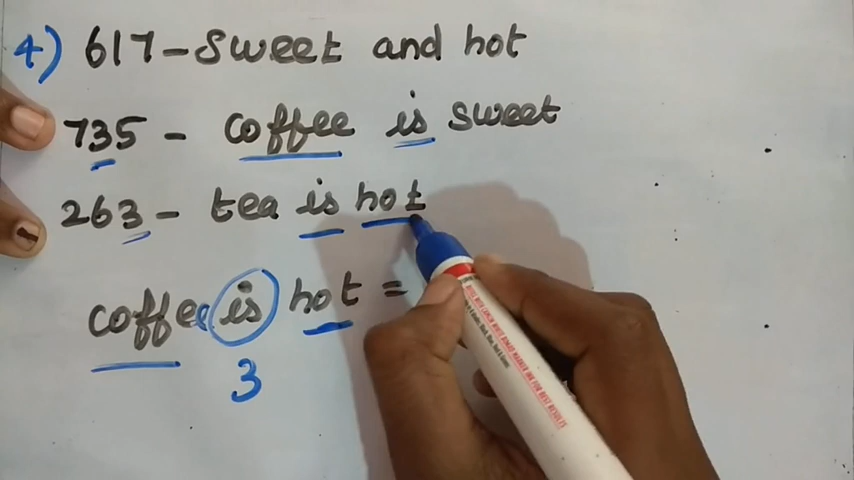 4) 617 - Sweet and hot
735 - coffee is sweet
263 - tea is hot
coffee is hot =
3